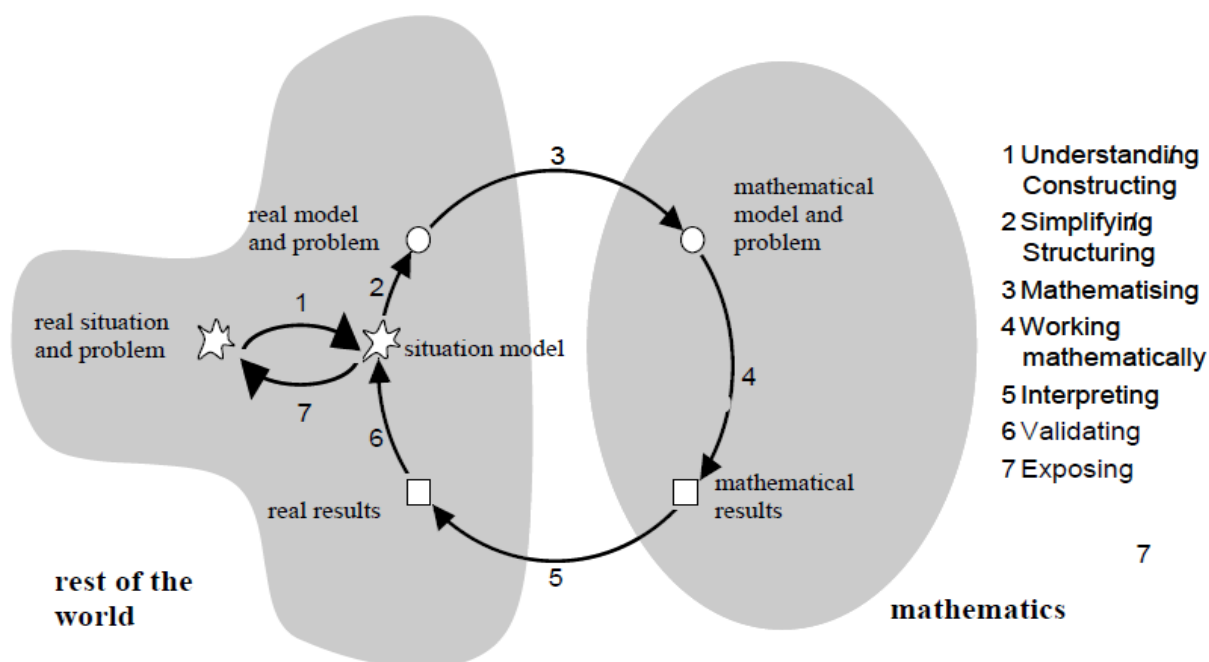 3
real model
and problem
mathematical
model and
problem
1 Understanding
Constructing
2 Simplifying
Structuring
3 Mathematising
4 Working
mathematically
5 Interpreting
6 Validating
7 Exposing
2
1
real situation
and problem
situation model
7
6
4
real results
mathematical
results
5
7
rest of the
world
mathematics